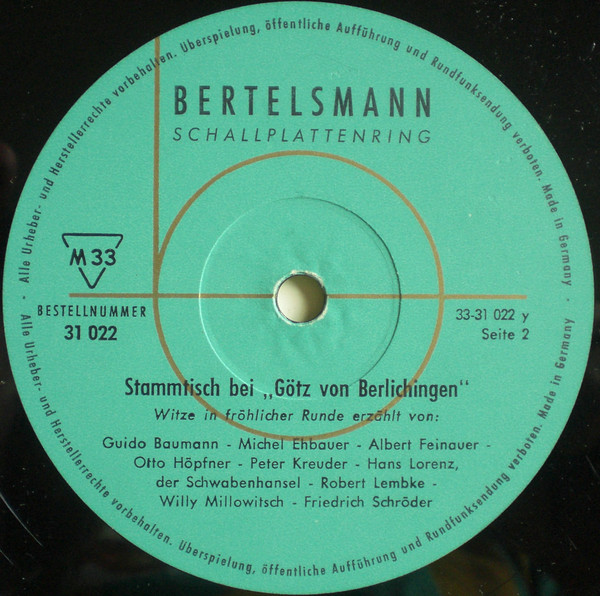 Alle Urheber- und Herstellerrechte vorbehalten. Überspielung, öffentliche Aufführung und Rundfunksendung verboten. Made in Germany
BERTELSMANN
SCHALLPLATTENRING
M 33
BESTELLNUMMER
31 022
33-31 022 y
Seite 2
Stammtisch bei „Götz von Berlichingen"
Witze in fröhlicher Runde erzählt von:
Guido Baumann - Michel Ehbauer - Albert Feinauer -
Otto Höpfner - Peter Kreuder - Hans Lorenz,
der Schwabenhansel - Robert Lembke -
Willy Millowitsch - Friedrich Schröder
Alle Urheber- und Herstellerrechte vorbehalten. Überspielung, öffentliche Aufführung und Rundfunksendung verboten. Made in Germany